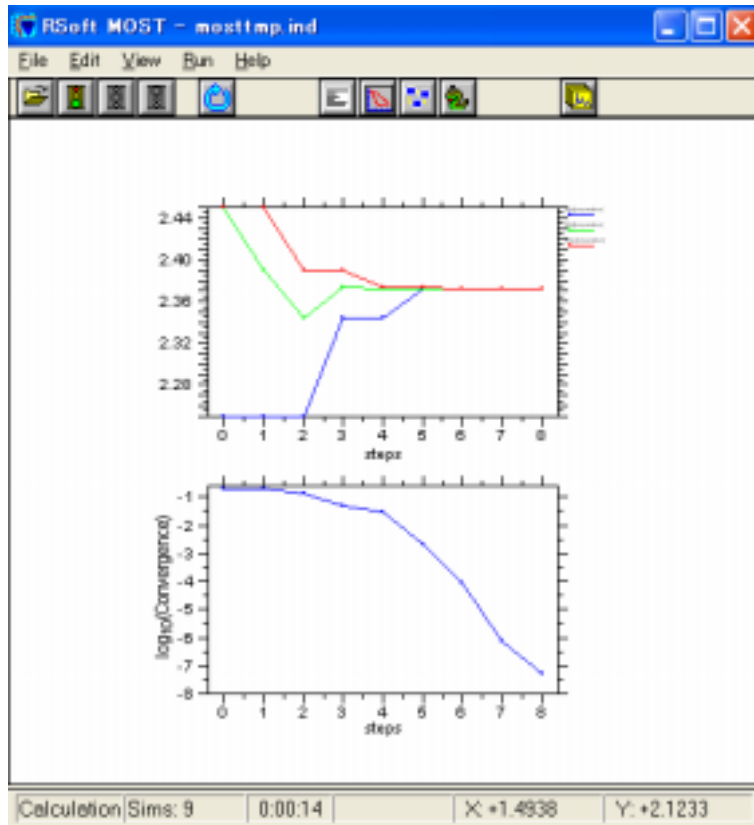 RSoft MOST - mosttmp.ind
File Edit View Run Help
2.44
2.40
2.36
2.32
2.28
0 1 2 3 4 5 6 7 8
steps
log10(Convergence)
-1
-2
-3
-4
-5
-6
-7
-8
0 1 2 3 4 5 6 7 8
steps
Calculation Sims: 9 0:00:14 X: +1.4938 Y: +2.1233